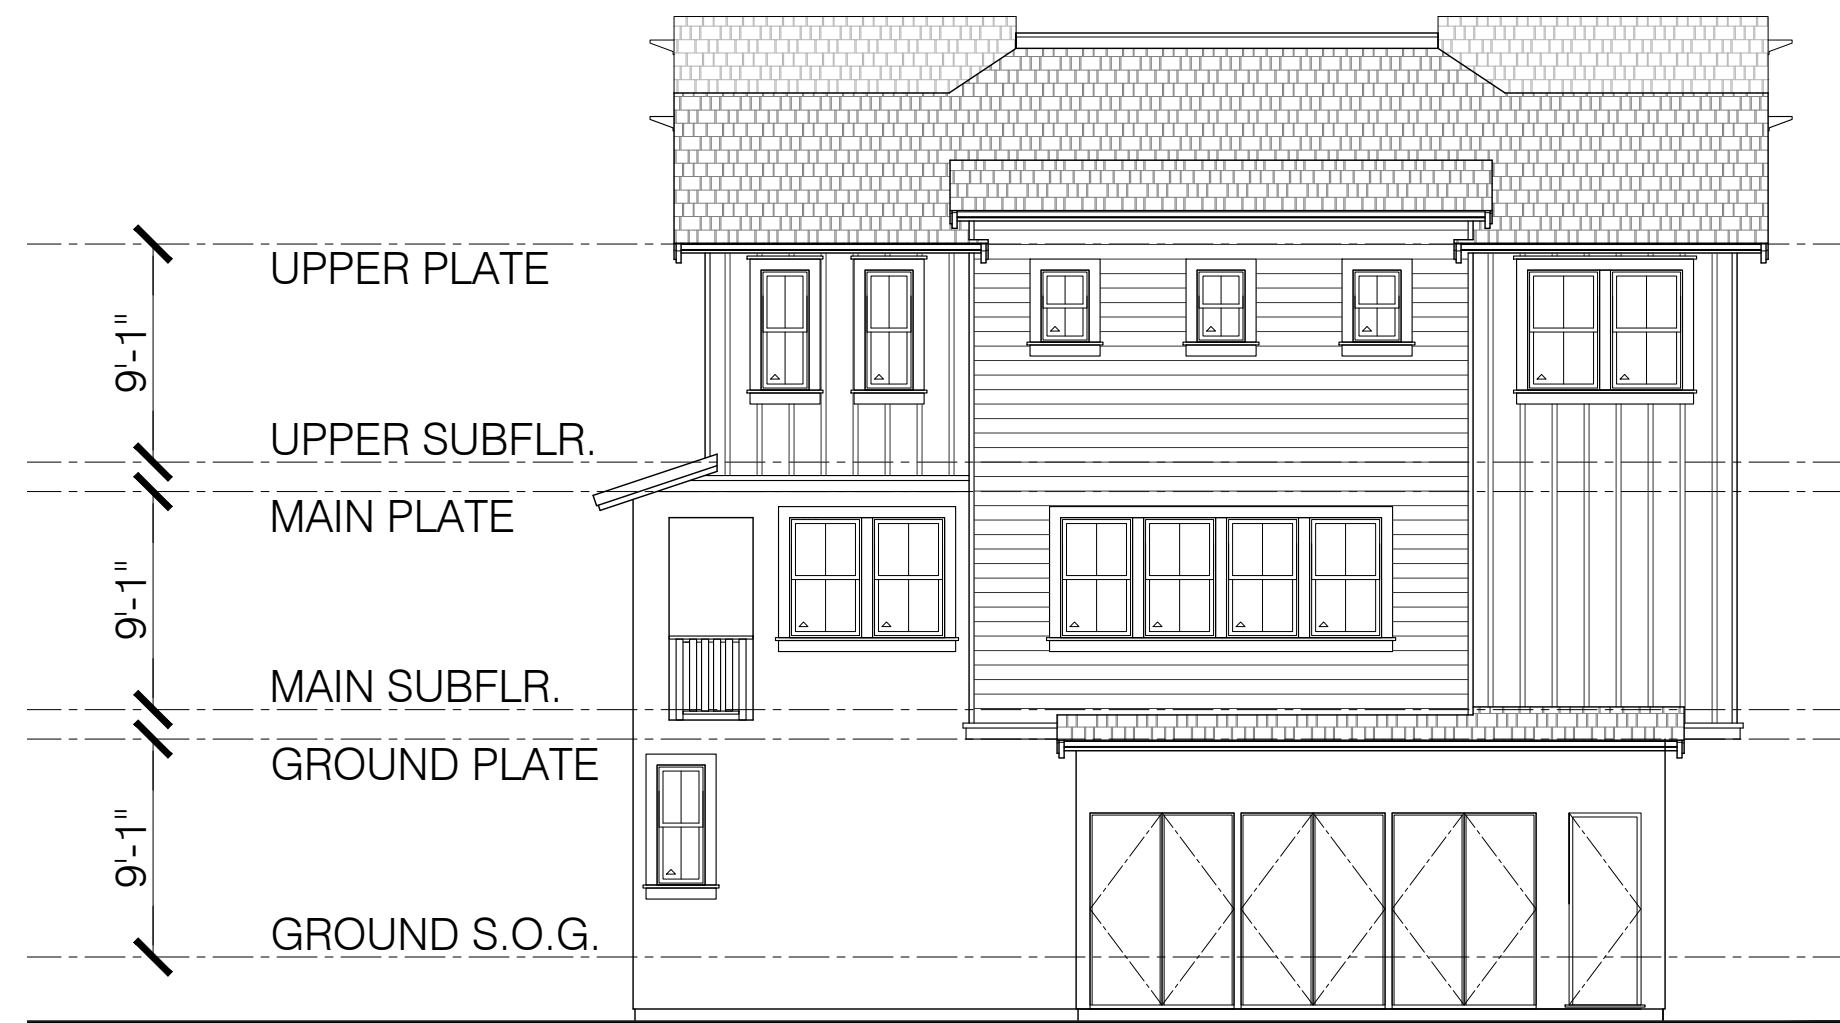 UPPER PLATE
9'-1"
UPPER SUBFLR.
MAIN PLATE
9'-1"
MAIN SUBFLR.
GROUND PLATE
9'-1"
GROUND S.O.G.